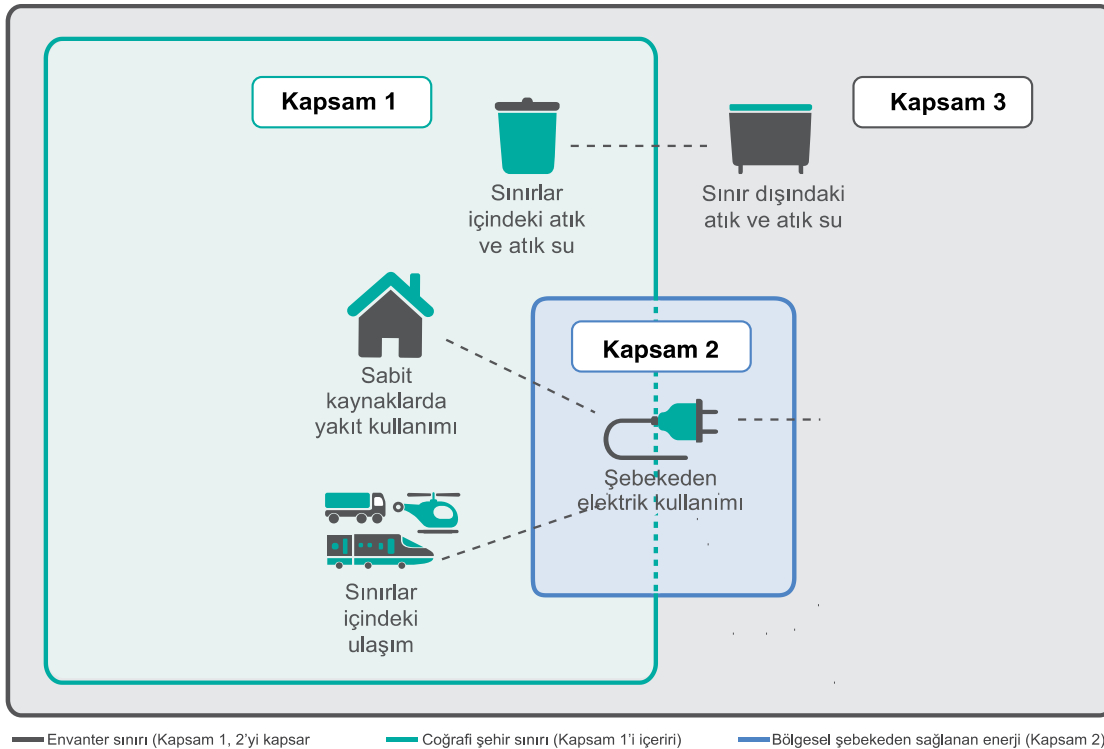 Kapsam 1
Kapsam 3
Sınırlar
içindeki atık
ve atık su
Sınır dışındaki
atık ve atık su
Kapsam 2
Sabit
kaynaklarda
yakıt kullanımı
Şebekeden
elektrik kullanımı
Sınırlar
içindeki
ulaşım
Envanter sınırı (Kapsam 1, 2'yi kapsar
Coğrafi şehir sınırı (Kapsam 1'i içeriri)
Bölgesel şebekeden sağlanan enerji (Kapsam 2)